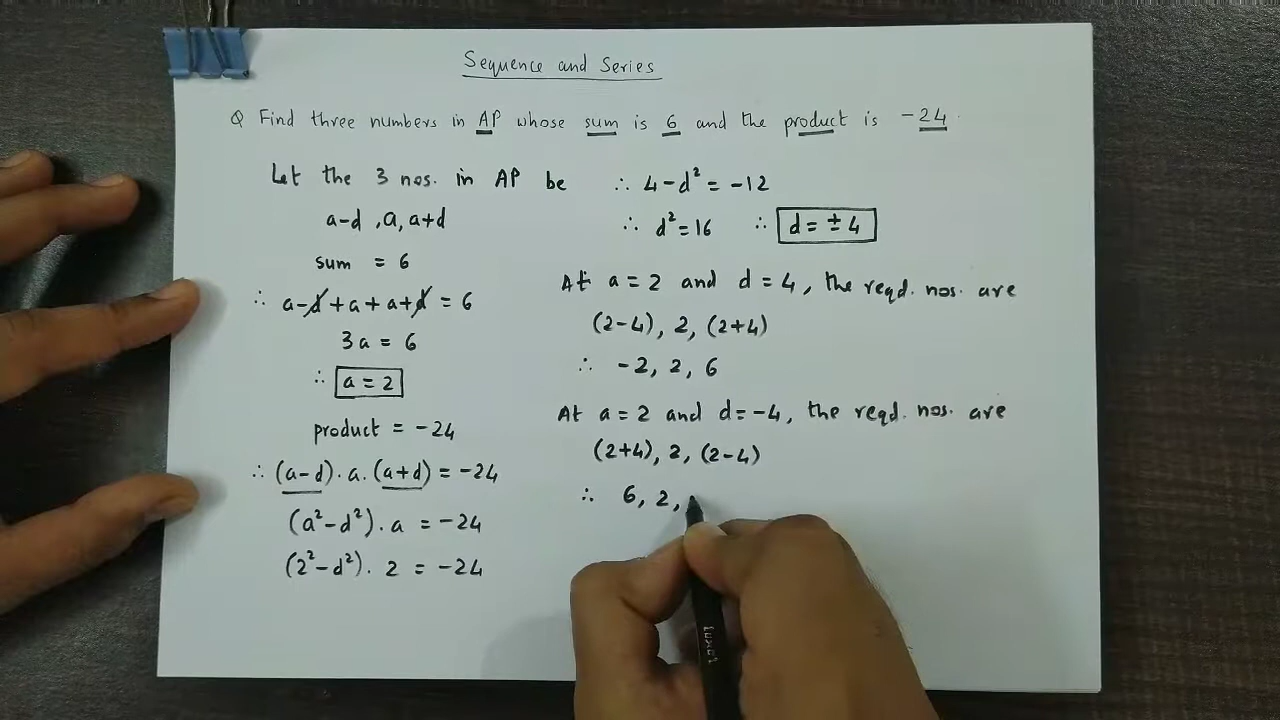 Sequence and Series
Q Find three numbers in AP whose sum is 6 and the product is -24.
Let the 3 nos. in AP be
a-d, a, a+d
sum = 6
∴ a-d+a+a+d = 6
3a = 6
∴ a = 2
product = -24
∴ (a-d).a.(a+d) = -24
(a²-d²).a = -24
(2²-d²).2 = -24
∴ 4-d² = -12
∴ d² = 16 ∴ d = ±4
At a = 2 and d = 4, the reqd. nos. are
(2-4), 2, (2+4)
∴ -2, 2, 6
At a = 2 and d = -4, the reqd. nos. are
(2+4), 2, (2-4)
∴ 6, 2,